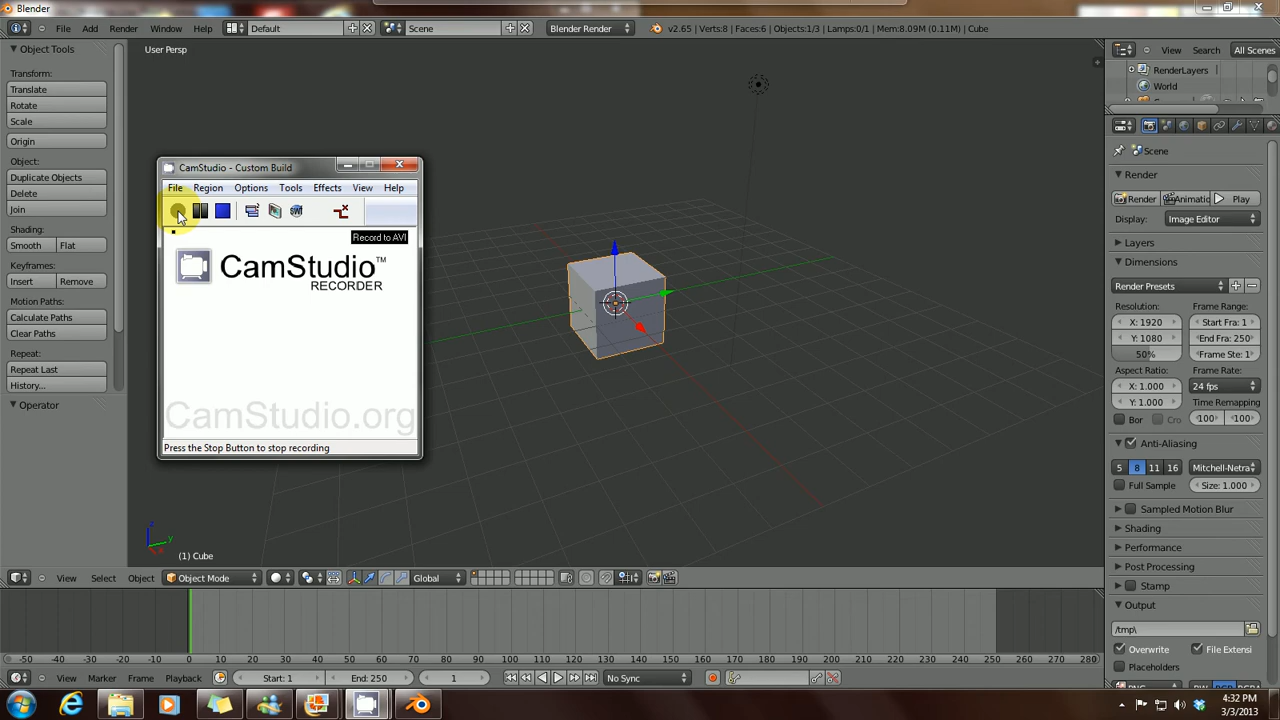 Blender
File Add Render Window Help Default Scene Blender Render v2.65 | Verts:8 | Faces:6 | Objects:1/3 | Lamps:0/1 | Mem:8.09M (0.11M) | Cube
Object Tools
User Persp
View Search All Scenes
Transform:
Translate
Rotate
Scale
Origin
Object:
Duplicate Objects
Delete
Join
Shading:
Smooth Flat
Keyframes:
Insert Remove
Motion Paths:
Calculate Paths
Clear Paths
Repeat:
Repeat Last
History...
Operator
CamStudio - Custom Build
File Region Options Tools Effects View Help
Record to AVI
CamStudio™
RECORDER
CamStudio.org
Press the Stop Button to stop recording
RenderLayers
World
Scene
Render
Render Animatic Play
Display: Image Editor
Layers
Dimensions
Render Presets
Resolution: Frame Range:
X: 1920 Start Fra: 1
Y: 1080 End Fra: 250
50% Frame Ste: 1
Aspect Ratio: Frame Rate:
X: 1.000 24 fps
Y: 1.000 Time Remapping
Bor Cro :100 :100
Anti-Aliasing
5 8 11 16 Mitchell-Netra
Full Sample Size: 1.000
Sampled Motion Blur
Shading
Performance
Post Processing
Stamp
Output
/tmp\
Overwrite File Extensi
Placeholders
(1) Cube
View Select Object Object Mode Global
-50 -40 -30 -20 -10 0 10 20 30 40 50 60 70 80 90 100 110 120 130 140 150 160 170 180 190 200 210 220 230 240 250 260 270 280
View Marker Frame Playback Start: 1 End: 250 1 No Sync
4:32 PM
3/3/2013